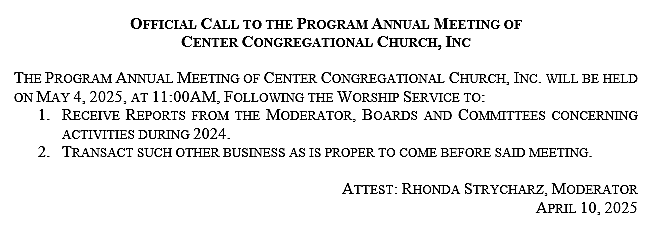 Official Call to the Program Annual Meeting of
Center Congregational Church, Inc
The Program Annual Meeting of Center Congregational Church, Inc. will be held
on May 4, 2025, at 11:00AM, Following the Worship Service to:
1. Receive Reports from the Moderator, Boards and Committees concerning
activities during 2024.
2. Transact such other business as is proper to come before said meeting.
Attest: Rhonda Strycharz, Moderator
April 10, 2025